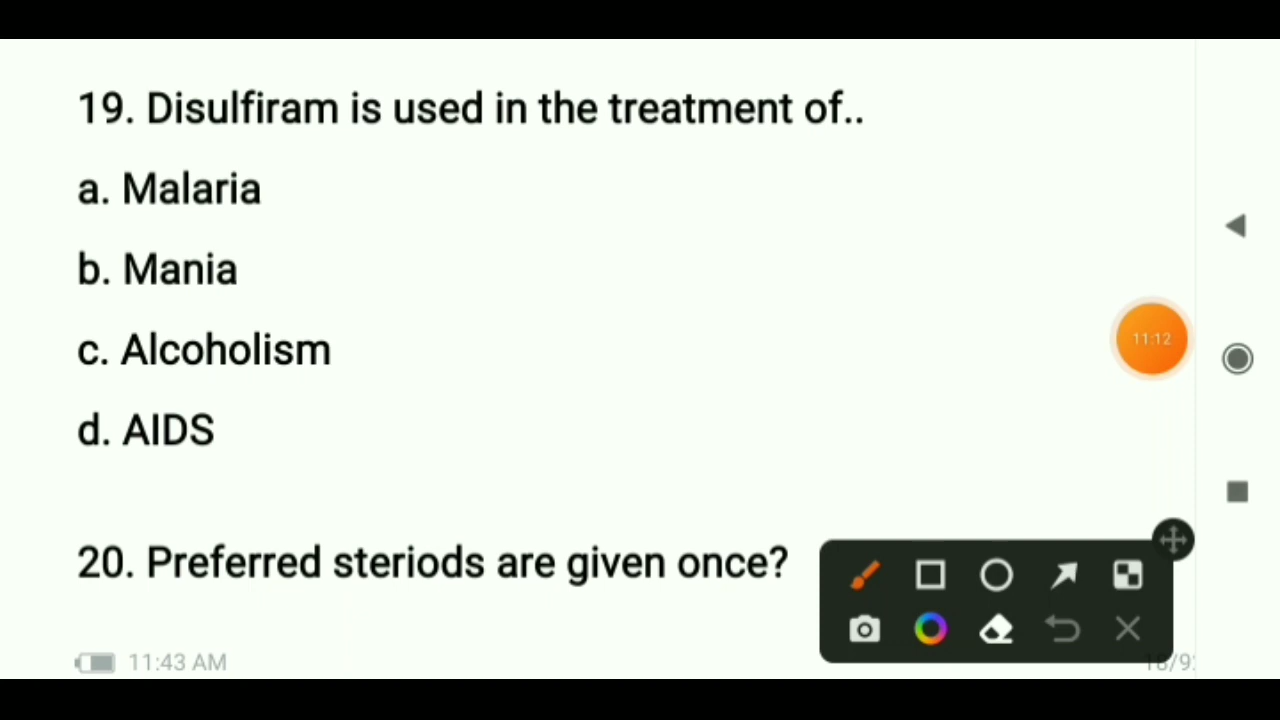 19. Disulfiram is used in the treatment of..
a. Malaria
b. Mania
c. Alcoholism
11:12
d. AIDS
20. Preferred steriods are given once?
11:43 AM